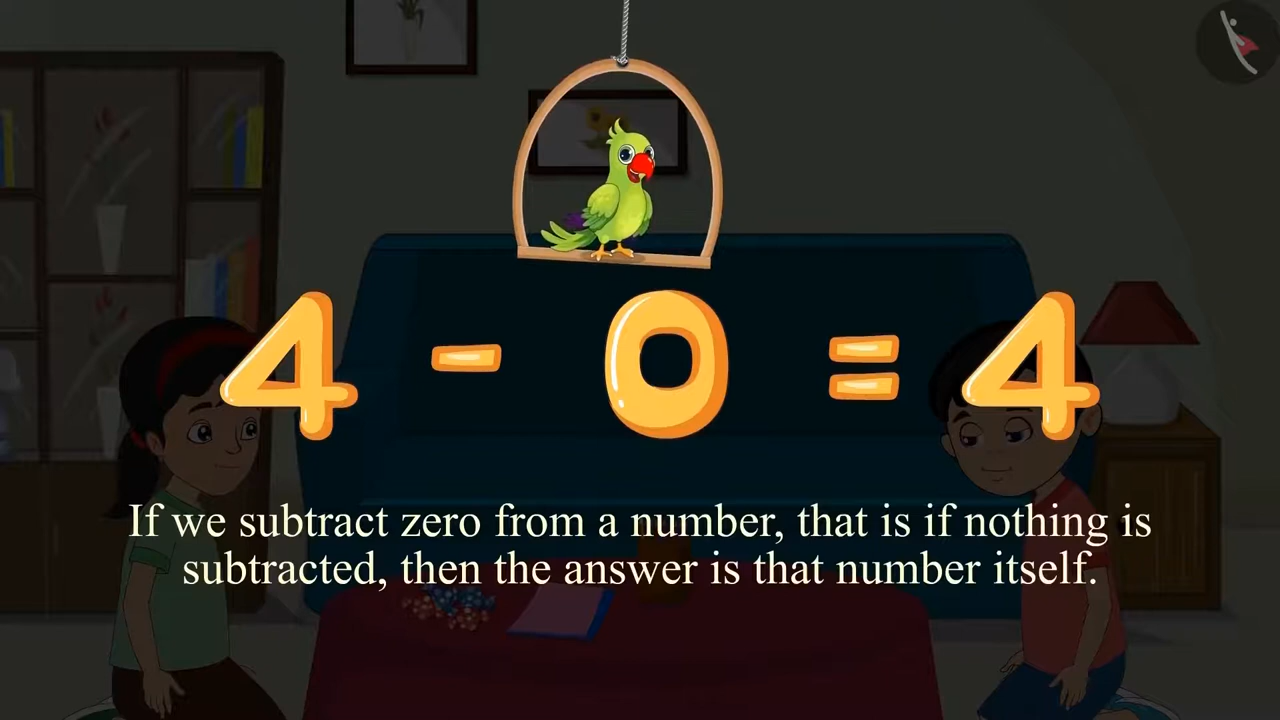 4 - 0 = 4
If we subtract zero from a number, that is if nothing is
subtracted, then the answer is that number itself.